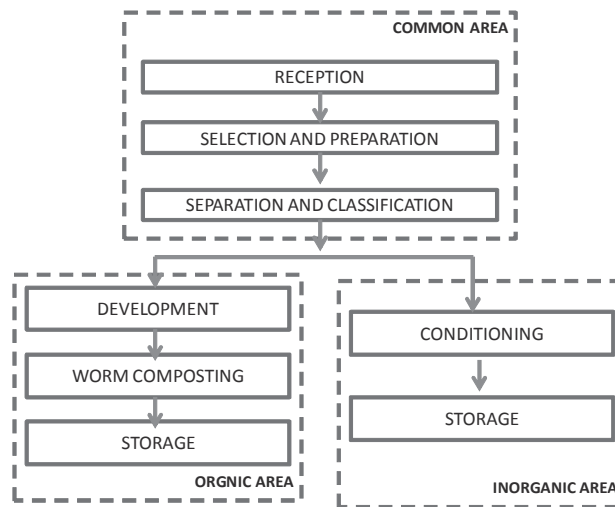 COMMON AREA
RECEPTION
SELECTION AND PREPARATION
SEPARATION AND CLASSIFICATION
DEVELOPMENT
WORM COMPOSTING
STORAGE
ORGNIC AREA
CONDITIONING
STORAGE
INORGANIC AREA